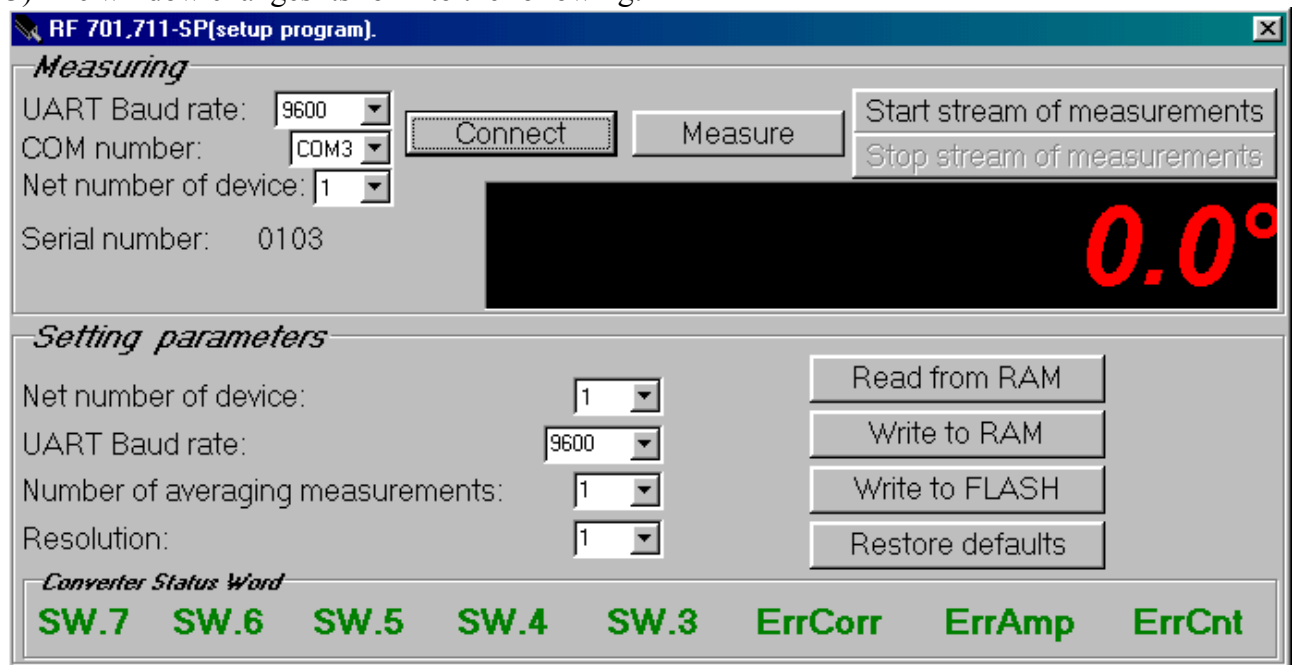 RF 701,711-SP(setup program).
Measuring
UART Baud rate: 9600
COM number: COM3
Net number of device: 1
Serial number: 0103
Connect
Measure
Start stream of measurements
Stop stream of measurements
0.0°
Setting parameters
Net number of device: 1
UART Baud rate: 9600
Number of averaging measurements: 1
Resolution: 1
Read from RAM
Write to RAM
Write to FLASH
Restore defaults
Converter Status Word
SW.7 SW.6 SW.5 SW.4 SW.3 ErrCorr ErrAmp ErrCnt